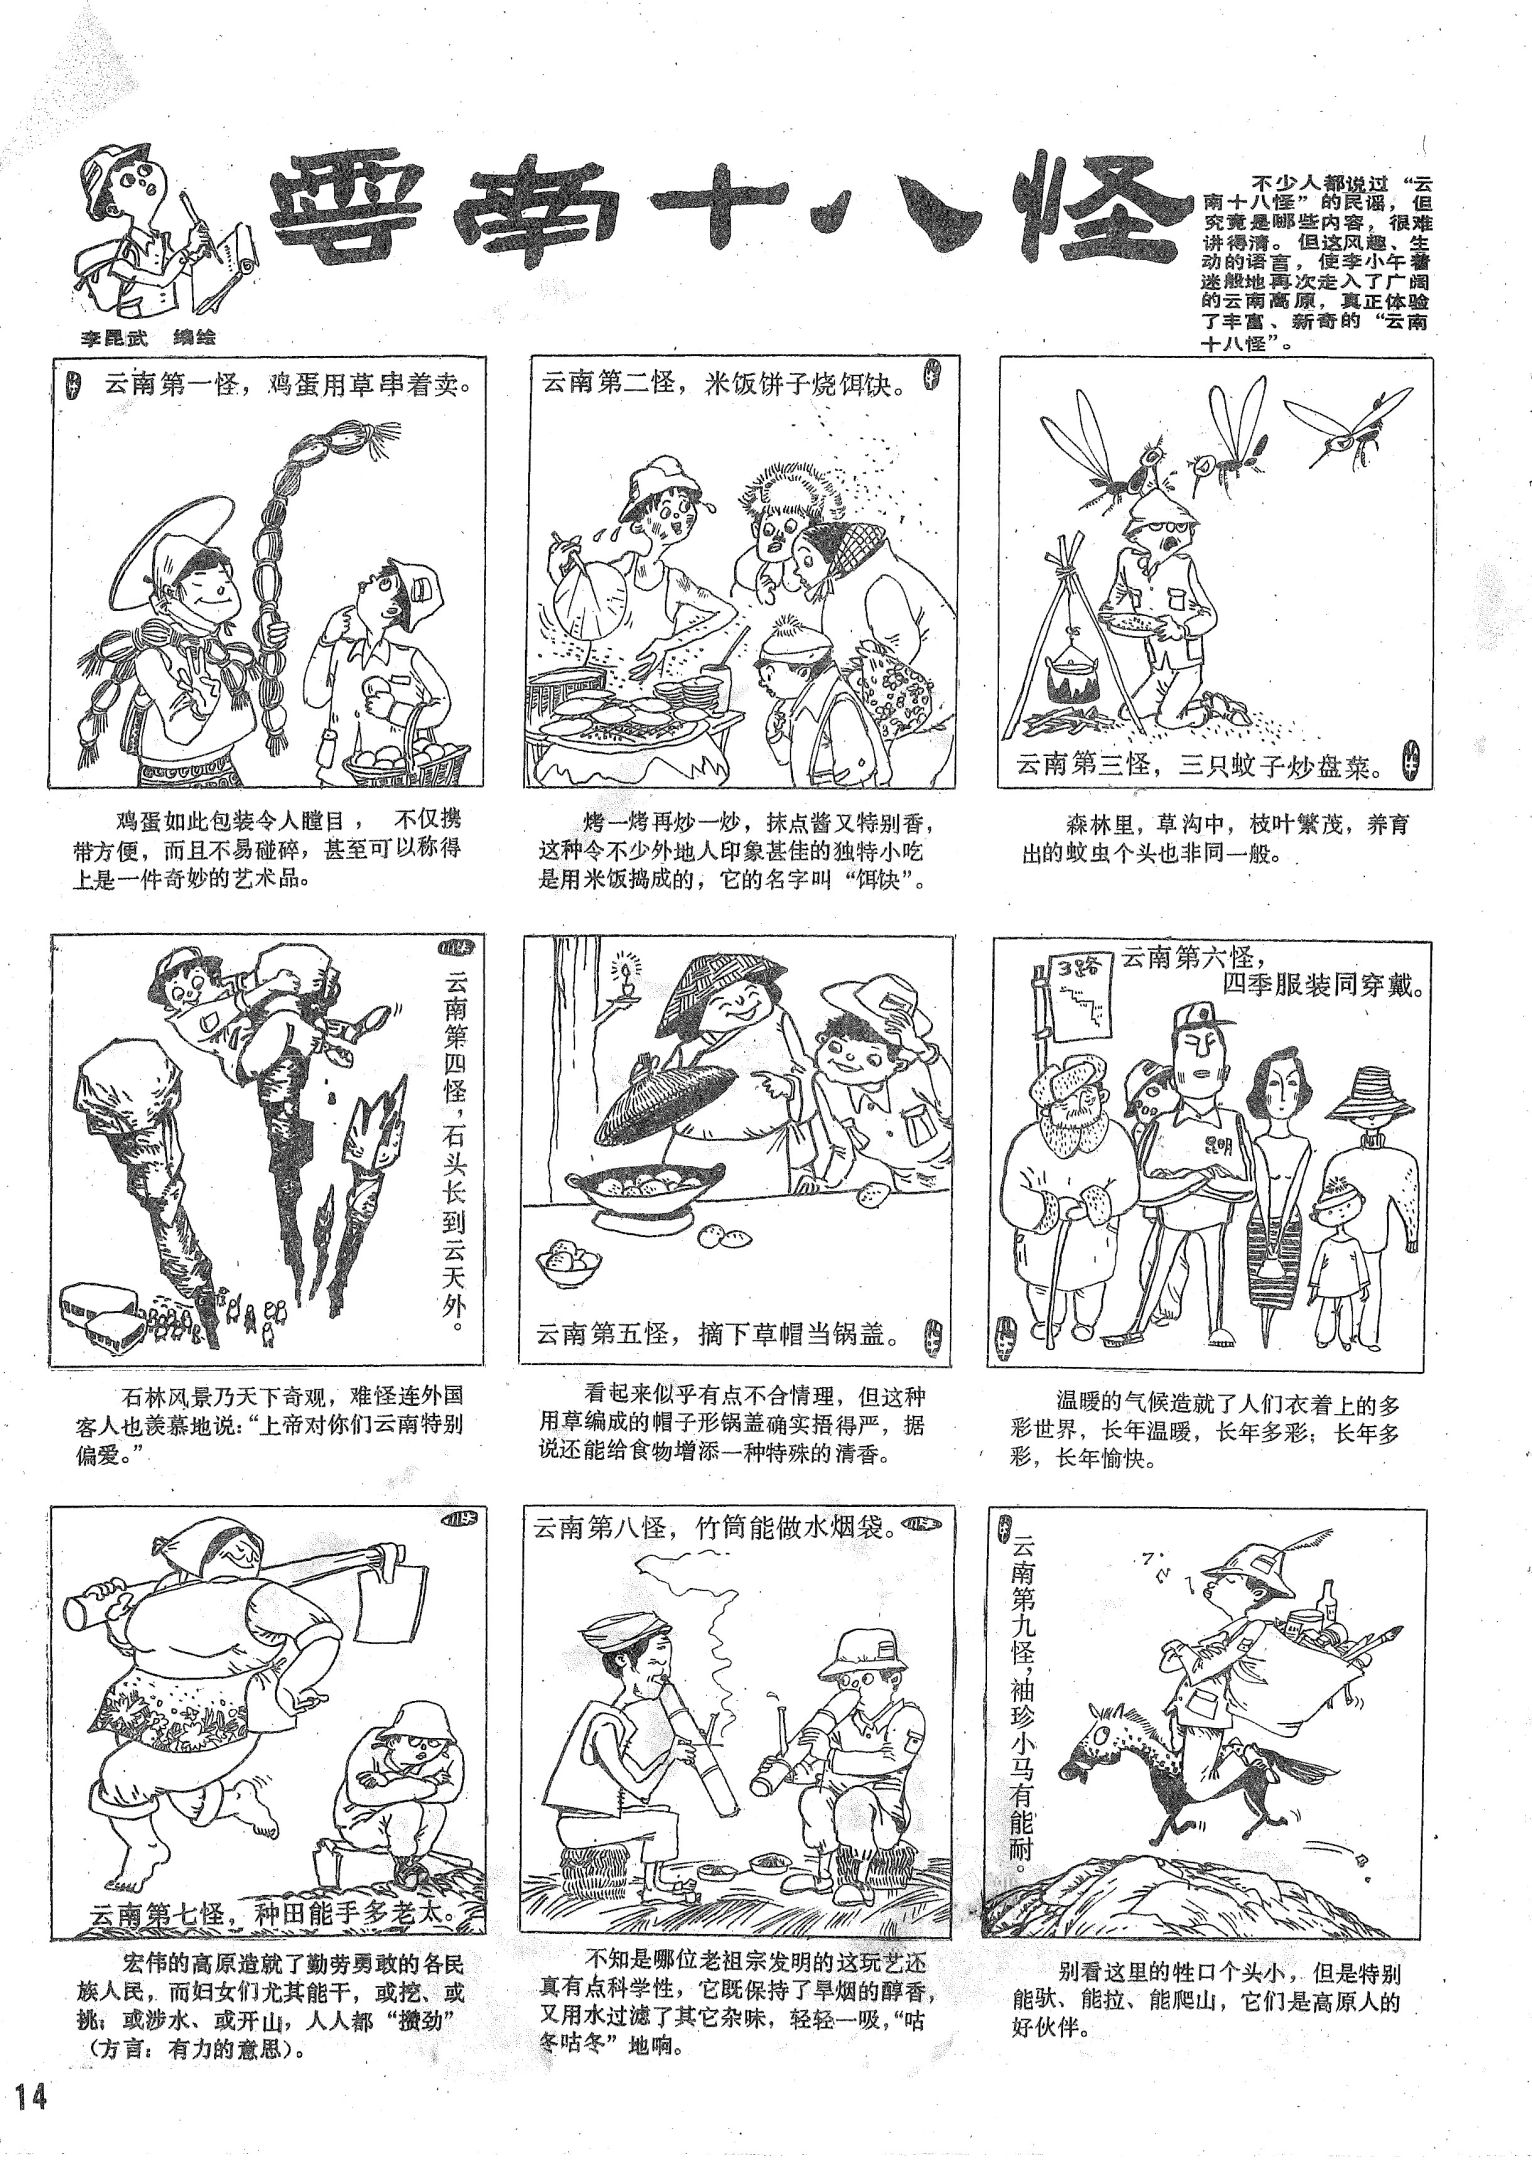 雲南十八怪
李昆武 编绘
不少人都说过“云
南十八怪”的民谣，但
究竟是哪些内容，很难
讲得清。但这风趣、生
动的语言，使李小午着
迷般地再次走入了广阔
的云南高原，真正体验
了丰富、新奇的“云南
十八怪”。
云南第一怪，鸡蛋用草串着卖。
鸡蛋如此包装令人瞠目， 不仅携
带方便，而且不易碰碎，甚至可以称得
上是一件奇妙的艺术品。
云南第二怪，米饭饼子烧饵𫗠。
烤一烤再炒一炒，抹点酱又特别香，
这种令不少外地人印象甚佳的独特小吃
是用米饭捣成的，它的名字叫“饵𫗠”。
云南第三怪，三只蚊子炒盘菜。
森林里，草沟中，枝叶繁茂，养育
出的蚊虫个头也非同一般。
云南第四怪，石头长到云天外。
石林风景乃天下奇观，难怪连外国
客人也羡慕地说：“上帝对你们云南特别
偏爱。”
云南第五怪，摘下草帽当锅盖。
看起来似乎有点不合情理，但这种
用草编成的帽子形锅盖确实捂得严，据
说还能给食物增添一种特殊的清香。
3路
云南第六怪，
四季服装同穿戴。
昆明
温暖的气候造就了人们衣着上的多
彩世界，长年温暖，长年多彩；长年多
彩，长年愉快。
云南第七怪，种田能手多老太。
宏伟的高原造就了勤劳勇敢的各民
族人民，而妇女们尤其能干，或挖、或
挑；或涉水、或开山，人人都“攒劲”
（方言：有力的意思）。
云南第八怪，竹筒能做水烟袋。
不知是哪位老祖宗发明的这玩艺还
真有点科学性，它既保持了旱烟的醇香，
又用水过滤了其它杂味，轻轻一吸，“咕
冬咕冬”地响。
云南第九怪，袖珍小马有能耐。
别看这里的牲口个头小，但是特别
能驮、能拉、能爬山，它们是高原人的
好伙伴。
14